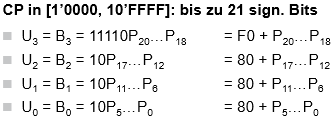 CP in [1'0000, 10'FFFF]: bis zu 21 sign. Bits
U₃ = B₃ = 11110P₂₀…P₁₈ = F0 + P₂₀…P₁₈
U₂ = B₂ = 10P₁₇…P₁₂ = 80 + P₁₇…P₁₂
U₁ = B₁ = 10P₁₁…P₆ = 80 + P₁₁…P₆
U₀ = B₀ = 10P₅…P₀ = 80 + P₅…P₀